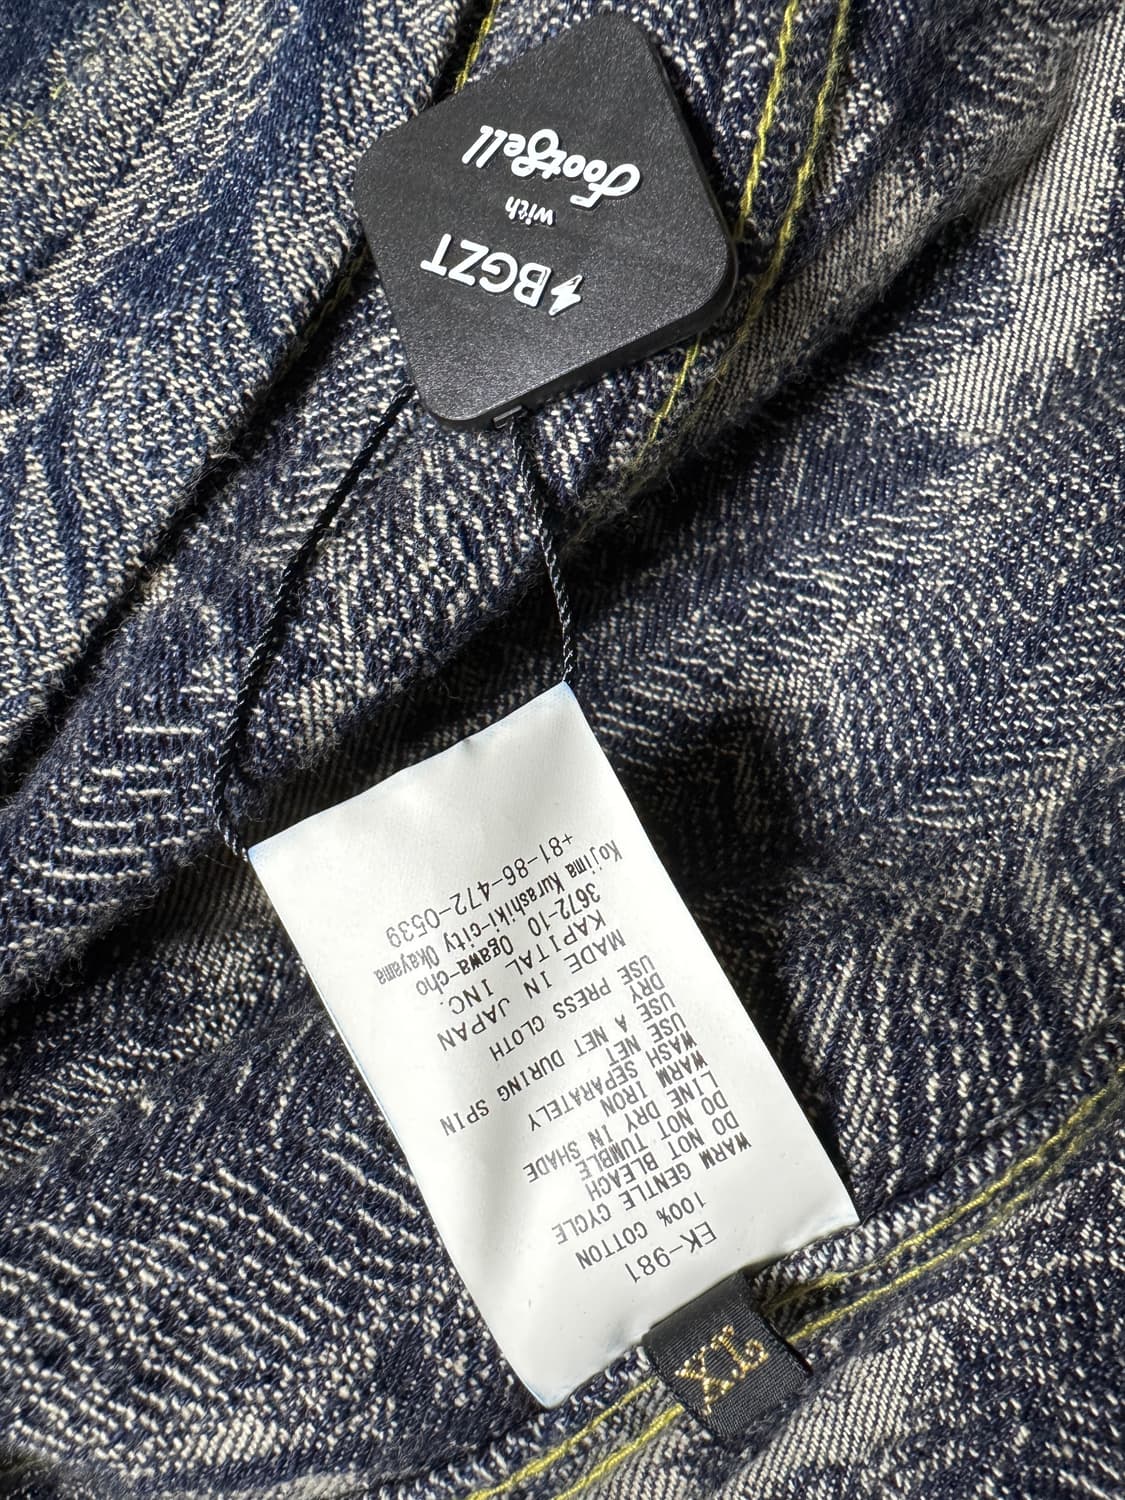 ⚡BGZT
with
FootSell
XL
EK-981
100% COTTON
WARM GENTLE CYCLE
DO NOT BLEACH
DO NOT TUMBLE
LINE DRY IN SHADE
WARM IRON
WASH SEPARATELY
USE NET
DRY A NET DURING SPIN
USE PRESS CLOTH
MADE IN JAPAN
KAPITAL INC.
3672-10 Ogawa-cho
Kojima Kurashiki-city Okayama
+81-86-472-0539